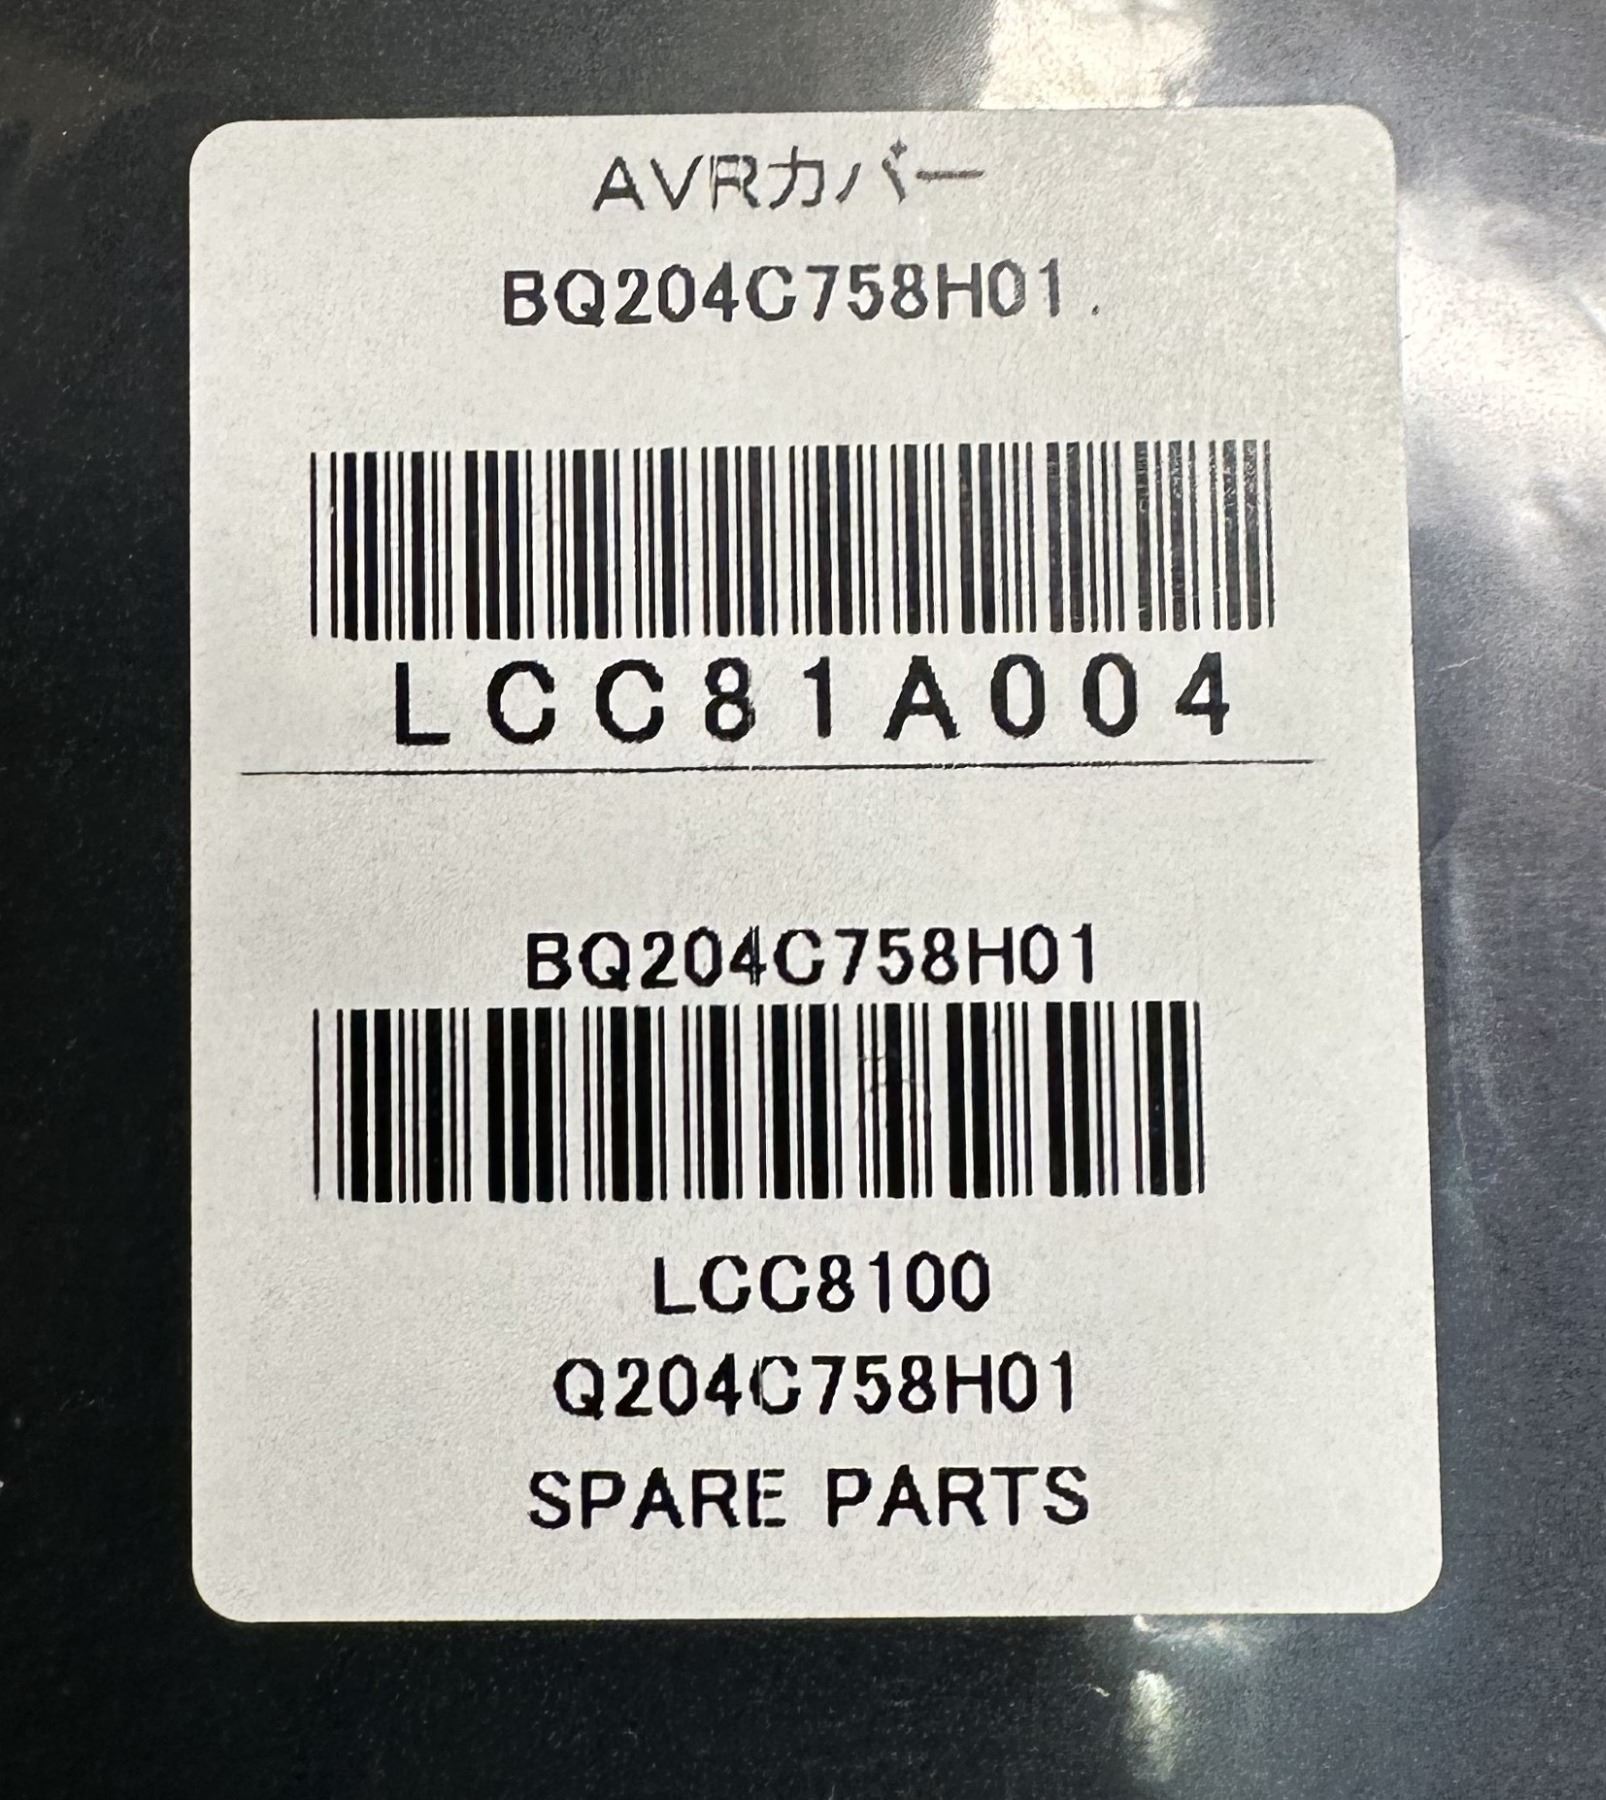 AVRカバー
BQ204C758H01.
LCC81A004
BQ204C758H01
LCC8100
Q204C758H01
SPARE PARTS